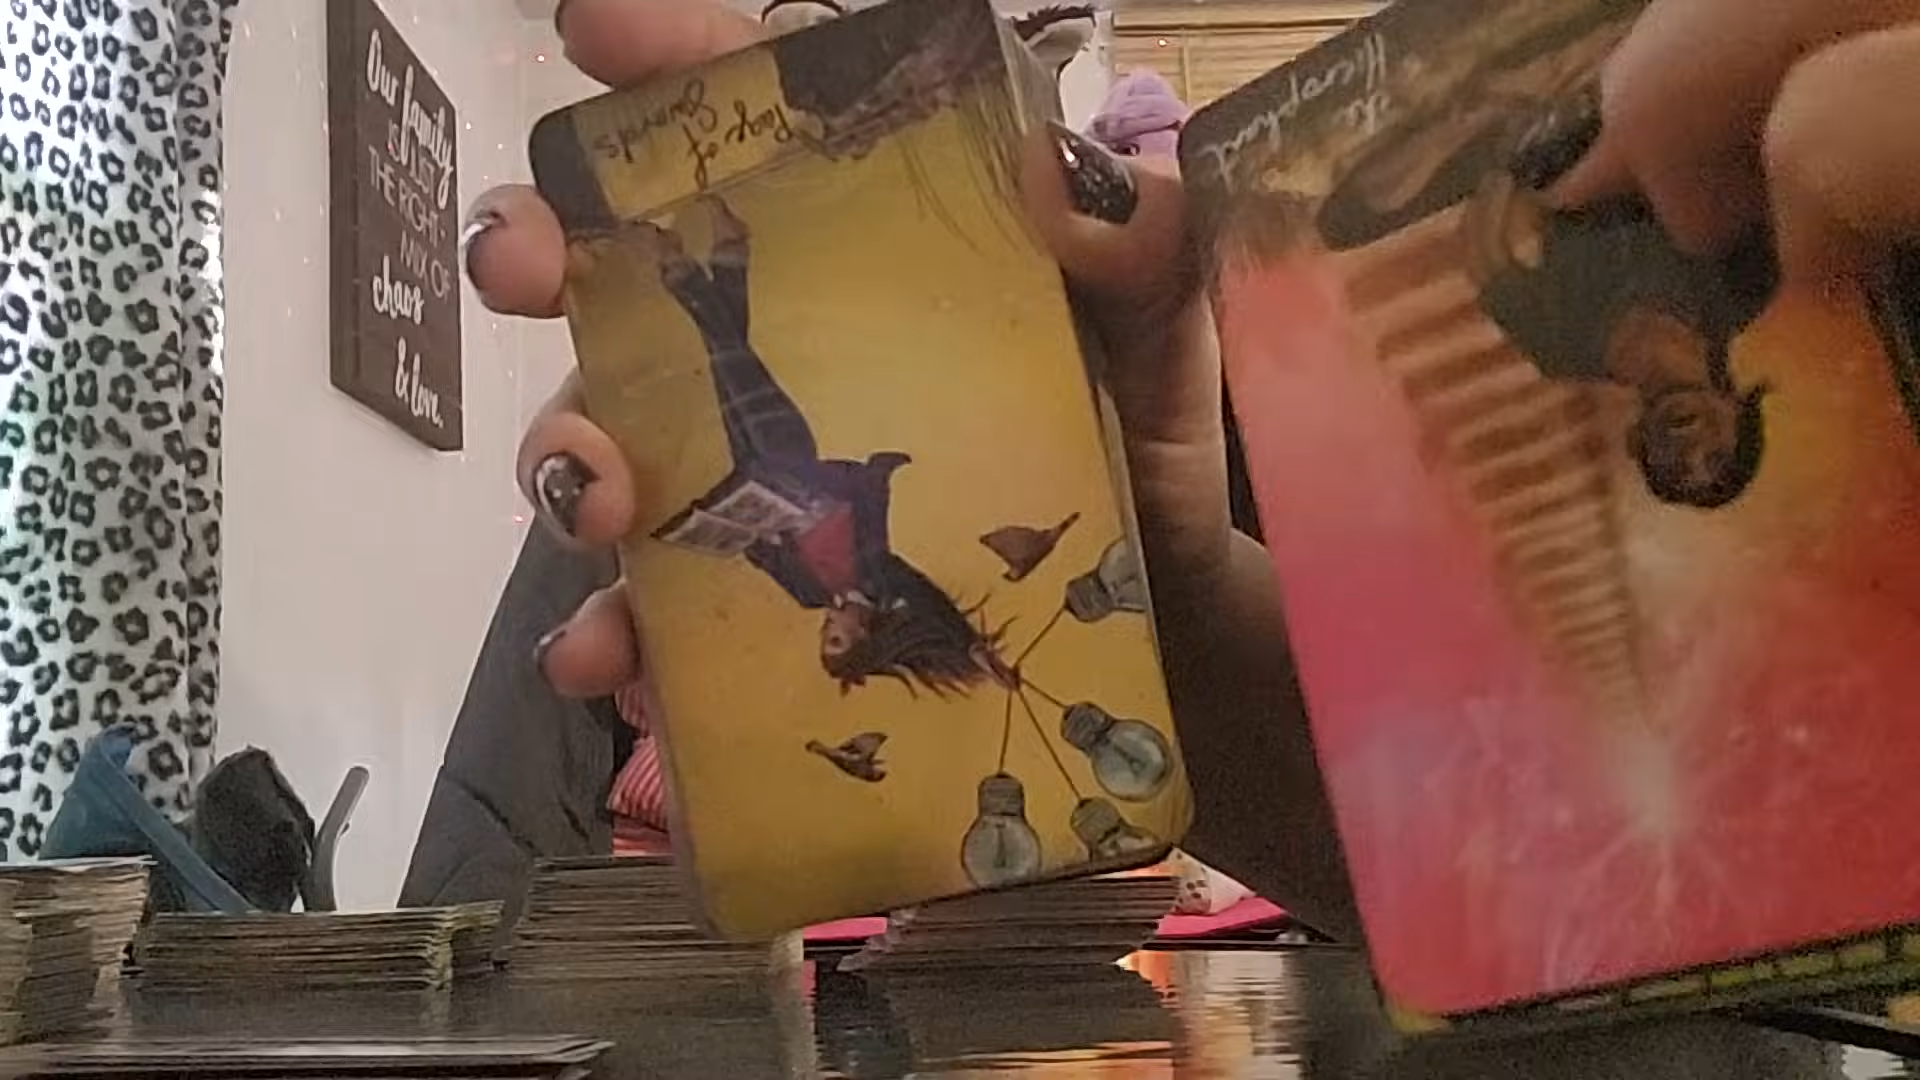 Our family
IS JUST
THE RIGHT
MIX OF
chaos
& love.
Page of
Swords
The
Hierophant